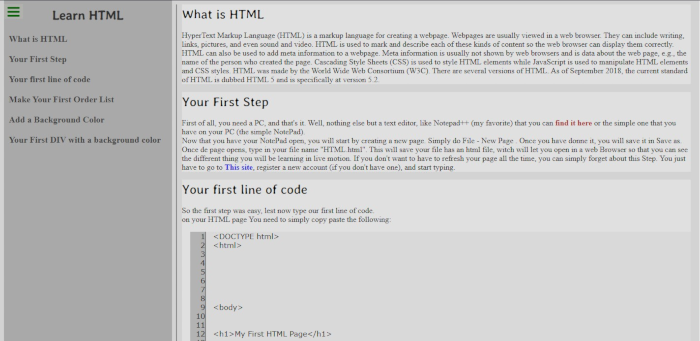 Learn HTML
What is HTML
Your First Step
Your first line of code
Make Your First Order List
Add a Background Color
Your First DIV with a background color
What is HTML
HyperText Markup Language (HTML) is a markup language for creating a webpage. Webpages are usually viewed in a web browser. They can include writing,
links, pictures, and even sound and video. HTML is used to mark and describe each of these kinds of content so the web browser can display them correctly.
HTML can also be used to add meta information to a webpage. Meta information is usually not shown by web browsers and is data about the web page, e.g., the
name of the person who created the page. Cascading Style Sheets (CSS) is used to style HTML elements while JavaScript is used to manipulate HTML elements
and CSS styles. HTML was made by the World Wide Web Consortium (W3C). There are several versions of HTML. As of September 2018, the current standard
of HTML is dubbed HTML 5 and is specifically at version 5.2.
Your First Step
First of all, you need a PC, and that's it. Well, nothing else but a text editor, like Notepad++ (my favorite) that you can find it here or the simple one that you
have on your PC (the simple NotePad).
Now that you have your NotePad open, you will start by creating a new page. Simply do File - New Page . Once you have donne it, you will save it in Save as.
Once de page opens, type in your file name "HTML.html". This will save your file has an html file, witch will let you open in a web Browser so that you can see
the different thing you will be learning in live motion. If you don't want to have to refresh your page all the time, you can simply forget about this Step. You just
have to go to This site, register a new account (if you don't have one), and start typing.
Your first line of code
So the first step was easy, lest now type our first line of code.
on your HTML page You need to simply copy paste the following:
1 <DOCTYPE html>
2 <html>
3
4
5
6
7
8
9 <body>
10
11
12 <h1>My First HTML Page</h1>